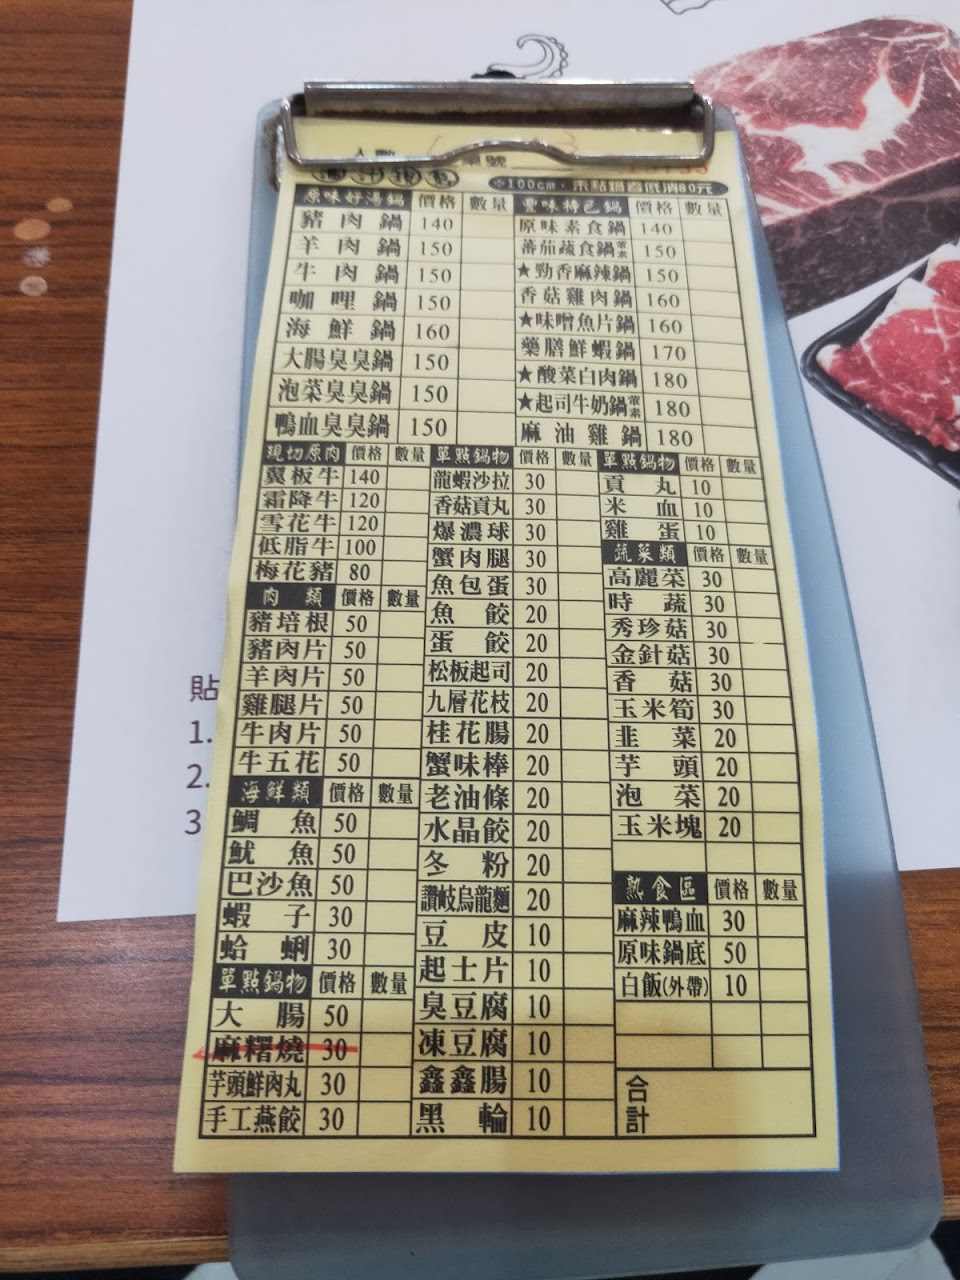 人數 單號
※100cm．未點鍋者低消80元
原味好湯鍋 價格 數量
豬肉鍋 140
羊肉鍋 150
牛肉鍋 150
咖哩鍋 150
海鮮鍋 160
大腸臭臭鍋 150
泡菜臭臭鍋 150
鴨血臭臭鍋 150
豐味特色鍋 價格 數量
原味素食鍋 140
蕃茄蔬食鍋 葷素 150
★勁香麻辣鍋 150
香菇雞肉鍋 160
★味噌魚片鍋 160
藥膳鮮蝦鍋 170
★酸菜白肉鍋 180
★起司牛奶鍋 葷素 180
麻油雞鍋 180
現切原肉 價格 數量
翼板牛 140
霜降牛 120
雪花牛 120
低脂牛 100
梅花豬 80
肉類 價格 數量
豬培根 50
豬肉片 50
羊肉片 50
雞腿片 50
牛肉片 50
牛五花 50
海鮮類 價格 數量
鯛魚 50
魷魚 50
巴沙魚 50
蝦子 30
蛤蜊 30
單點鍋物 價格 數量
大腸 50
麻糬燒 30
芋頭鮮肉丸 30
手工燕餃 30
單點鍋物 價格 數量
龍蝦沙拉 30
香菇貢丸 30
爆濃球 30
蟹肉腿 30
魚包蛋 30
魚餃 20
蛋餃 20
松板起司 20
九層花枝 20
桂花腸 20
蟹味棒 20
老油條 20
水晶餃 20
冬粉 20
讚岐烏龍麵 20
豆皮 10
起士片 10
臭豆腐 10
凍豆腐 10
鑫鑫腸 10
黑輪 10
單點鍋物 價格 數量
貢丸 10
米血 10
雞蛋 10
蔬菜類 價格 數量
高麗菜 30
時蔬 30
秀珍菇 30
金針菇 30
香菇 30
玉米筍 30
韭菜 20
芋頭 20
泡菜 20
玉米塊 20
熟食區 價格 數量
麻辣鴨血 30
原味鍋底 50
白飯(外帶) 10
合計
貼
1.
2.
3